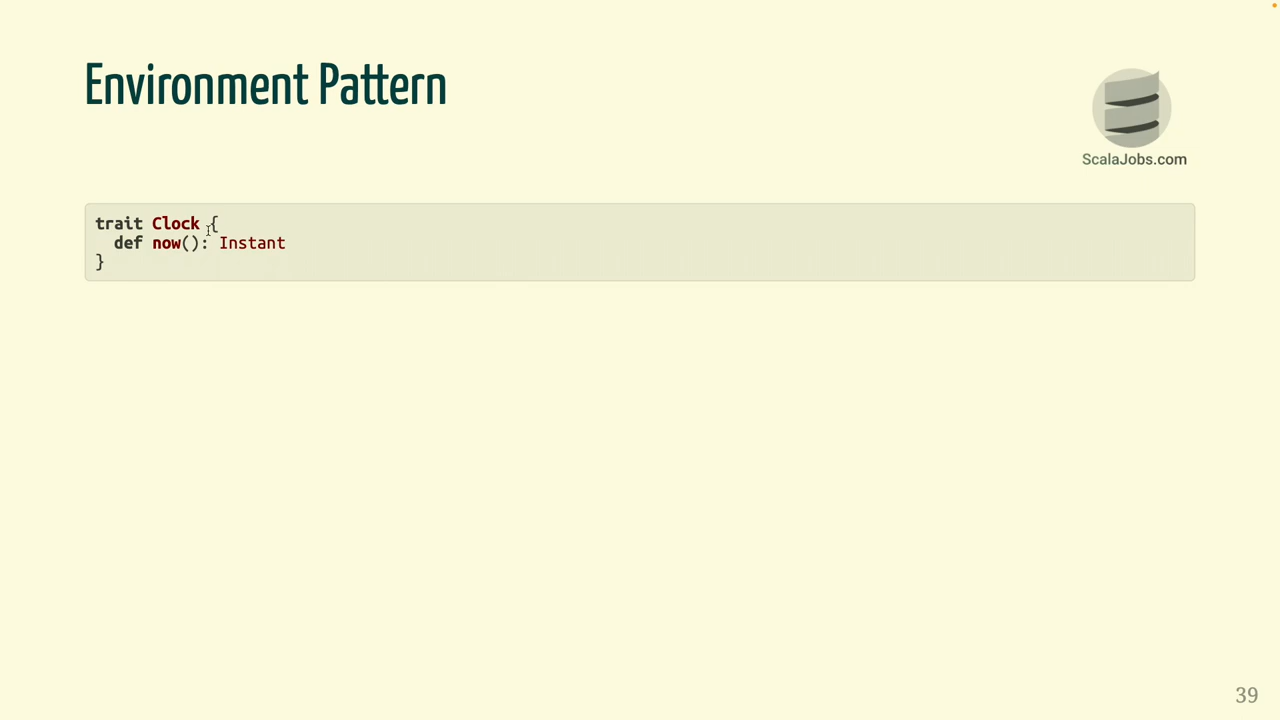 Environment Pattern
ScalaJobs.com
trait Clock {
  def now(): Instant
}
39